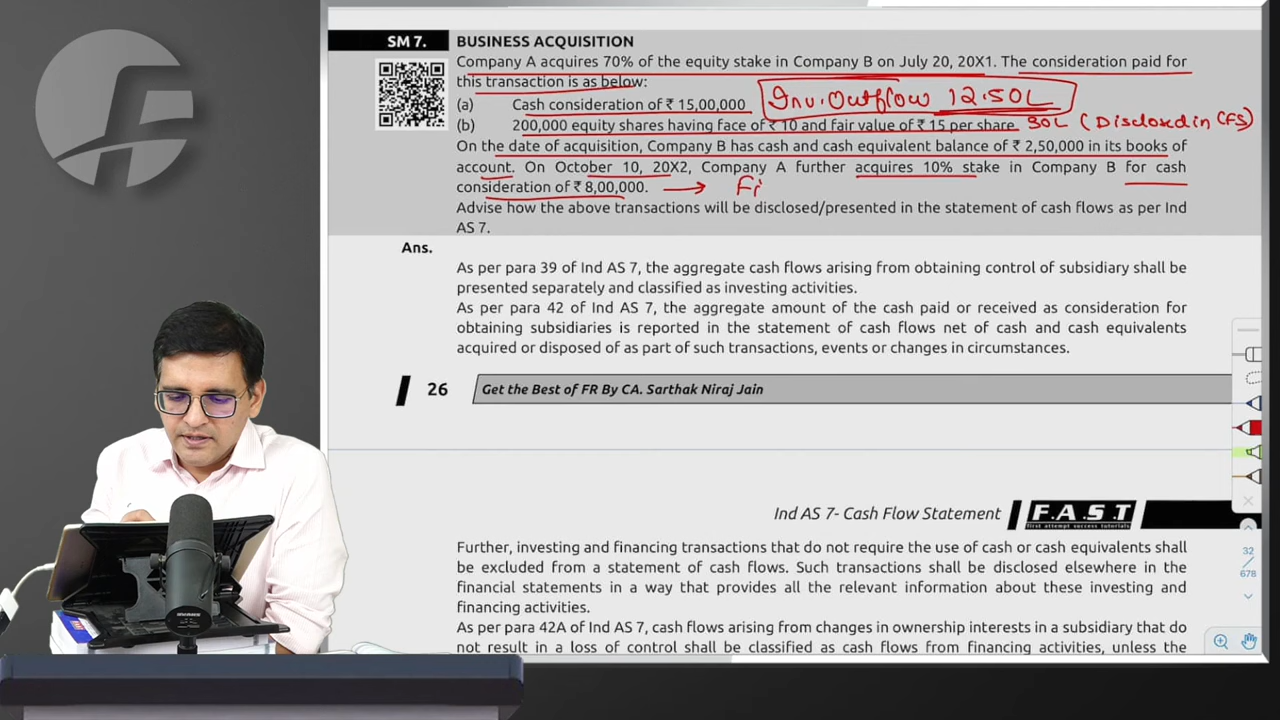 SM 7. BUSINESS ACQUISITION
Company A acquires 70% of the equity stake in Company B on July 20, 20X1. The consideration paid for
this transaction is as below:
(a) Cash consideration of ₹ 15,00,000 Inv. Outflow 12.50L
(b) 200,000 equity shares having face of ₹ 10 and fair value of ₹ 15 per share 30L (Disclosed in CFS)
On the date of acquisition, Company B has cash and cash equivalent balance of ₹ 2,50,000 in its books of
account. On October 10, 20X2, Company A further acquires 10% stake in Company B for cash
consideration of ₹ 8,00,000. → Fi
Advise how the above transactions will be disclosed/presented in the statement of cash flows as per Ind
AS 7.
Ans.
As per para 39 of Ind AS 7, the aggregate cash flows arising from obtaining control of subsidiary shall be
presented separately and classified as investing activities.
As per para 42 of Ind AS 7, the aggregate amount of the cash paid or received as consideration for
obtaining subsidiaries is reported in the statement of cash flows net of cash and cash equivalents
acquired or disposed of as part of such transactions, events or changes in circumstances.
26 Get the Best of FR By CA. Sarthak Niraj Jain
Ind AS 7- Cash Flow Statement F.A.S.T
first attempt success tutorials
Further, investing and financing transactions that do not require the use of cash or cash equivalents shall
be excluded from a statement of cash flows. Such transactions shall be disclosed elsewhere in the
financial statements in a way that provides all the relevant information about these investing and
financing activities.
As per para 42A of Ind AS 7, cash flows arising from changes in ownership interests in a subsidiary that do
not result in a loss of control shall be classified as cash flows from financing activities, unless the
32
678